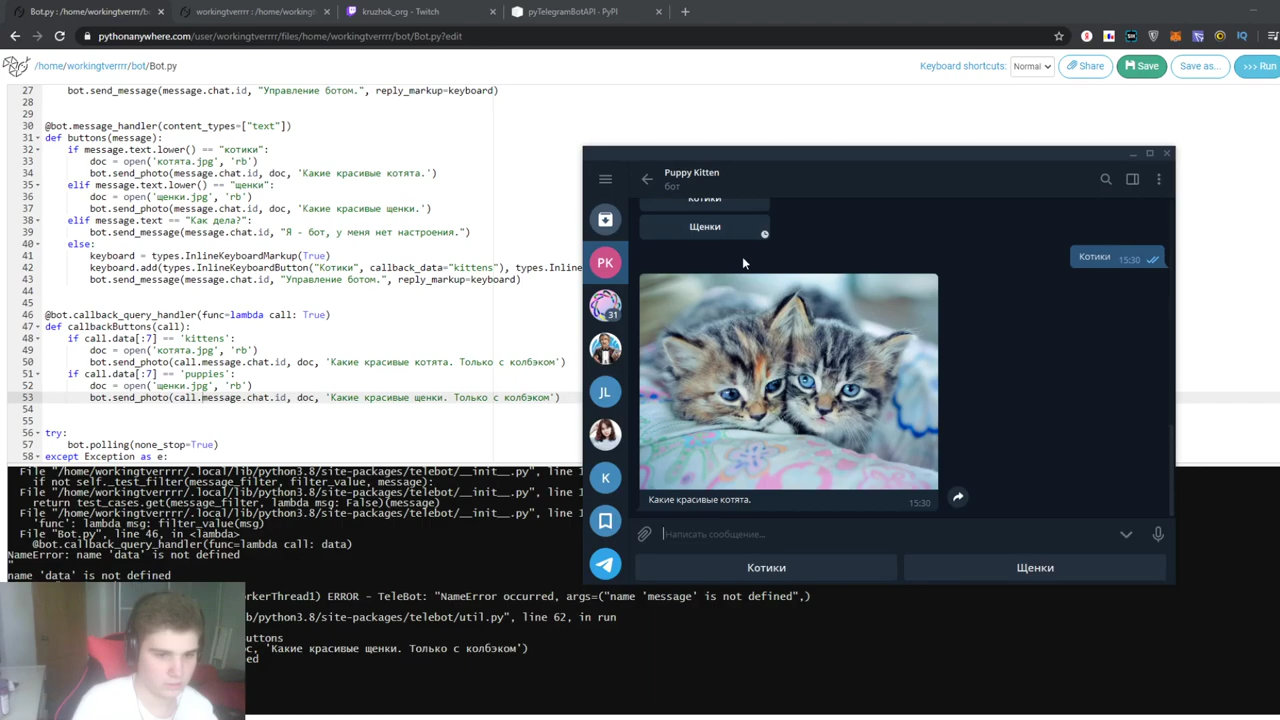 Bot.py : /home/workingtverrr/b
workingtverrr : /home/workingt
kruzhok_org - Twitch
pyTelegramBotAPI · PyPI
pythonanywhere.com/user/workingtverrr/files/home/workingtverrr/bot/Bot.py?edit
/home/workingtverrr/bot/Bot.py
Keyboard shortcuts: Normal
Share
Save
Save as...
>>> Run
27 bot.send_message(message.chat.id, "Управление ботом.", reply_markup=keyboard)
28
29
30 @bot.message_handler(content_types=["text"])
31 def buttons(message):
32 if message.text.lower() == "котики":
33 doc = open('котята.jpg', 'rb')
34 bot.send_photo(message.chat.id, doc, 'Какие красивые котята.')
35 elif message.text.lower() == "щенки":
36 doc = open('щенки.jpg', 'rb')
37 bot.send_photo(message.chat.id, doc, 'Какие красивые щенки.')
38 elif message.text == "Как дела?":
39 bot.send_message(message.chat.id, "Я - бот, у меня нет настроения.")
40 else:
41 keyboard = types.InlineKeyboardMarkup(True)
42 keyboard.add(types.InlineKeyboardButton("Котики", callback_data="kittens"), types.Inline
43 bot.send_message(message.chat.id, "Управление ботом.", reply_markup=keyboard)
44
45
46 @bot.callback_query_handler(func=lambda call: True)
47 def callbackButtons(call):
48 if call.data[:7] == 'kittens':
49 doc = open('котята.jpg', 'rb')
50 bot.send_photo(call.message.chat.id, doc, 'Какие красивые котята. Только с колбэком')
51 if call.data[:7] == 'puppies':
52 doc = open('щенки.jpg', 'rb')
53 bot.send_photo(call.message.chat.id, doc, 'Какие красивые щенки. Только с колбэком')
54
55
56 try:
57 bot.polling(none_stop=True)
58 except Exception as e:
File "/home/workingtverrr/.local/lib/python3.8/site-packages/telebot/__init__.py", line 1
if not self._test_filter(message_filter, filter_value, message):
File "/home/workingtverrr/.local/lib/python3.8/site-packages/telebot/__init__.py", line 1
return test_cases.get(message_filter, lambda msg: False)(message)
File "/home/workingtverrr/.local/lib/python3.8/site-packages/telebot/__init__.py", line 1
'func': lambda msg: filter_value(msg)
File "Bot.py", line 46, in <lambda>
@bot.callback_query_handler(func=lambda call: data)
NameError: name 'data' is not defined
"
name 'data' is not defined
orkerThread1) ERROR - TeleBot: "NameError occurred, args=("name 'message' is not defined",)
b/python3.8/site-packages/telebot/util.py", line 62, in run
uttons
oc, 'Какие красивые щенки. Только с колбэком')
ed
Puppy Kitten
бот
Котики
Щенки
PK
31
JL
K
Котики 15:30
Какие красивые котята.
15:30
Написать сообщение...
Котики
Щенки